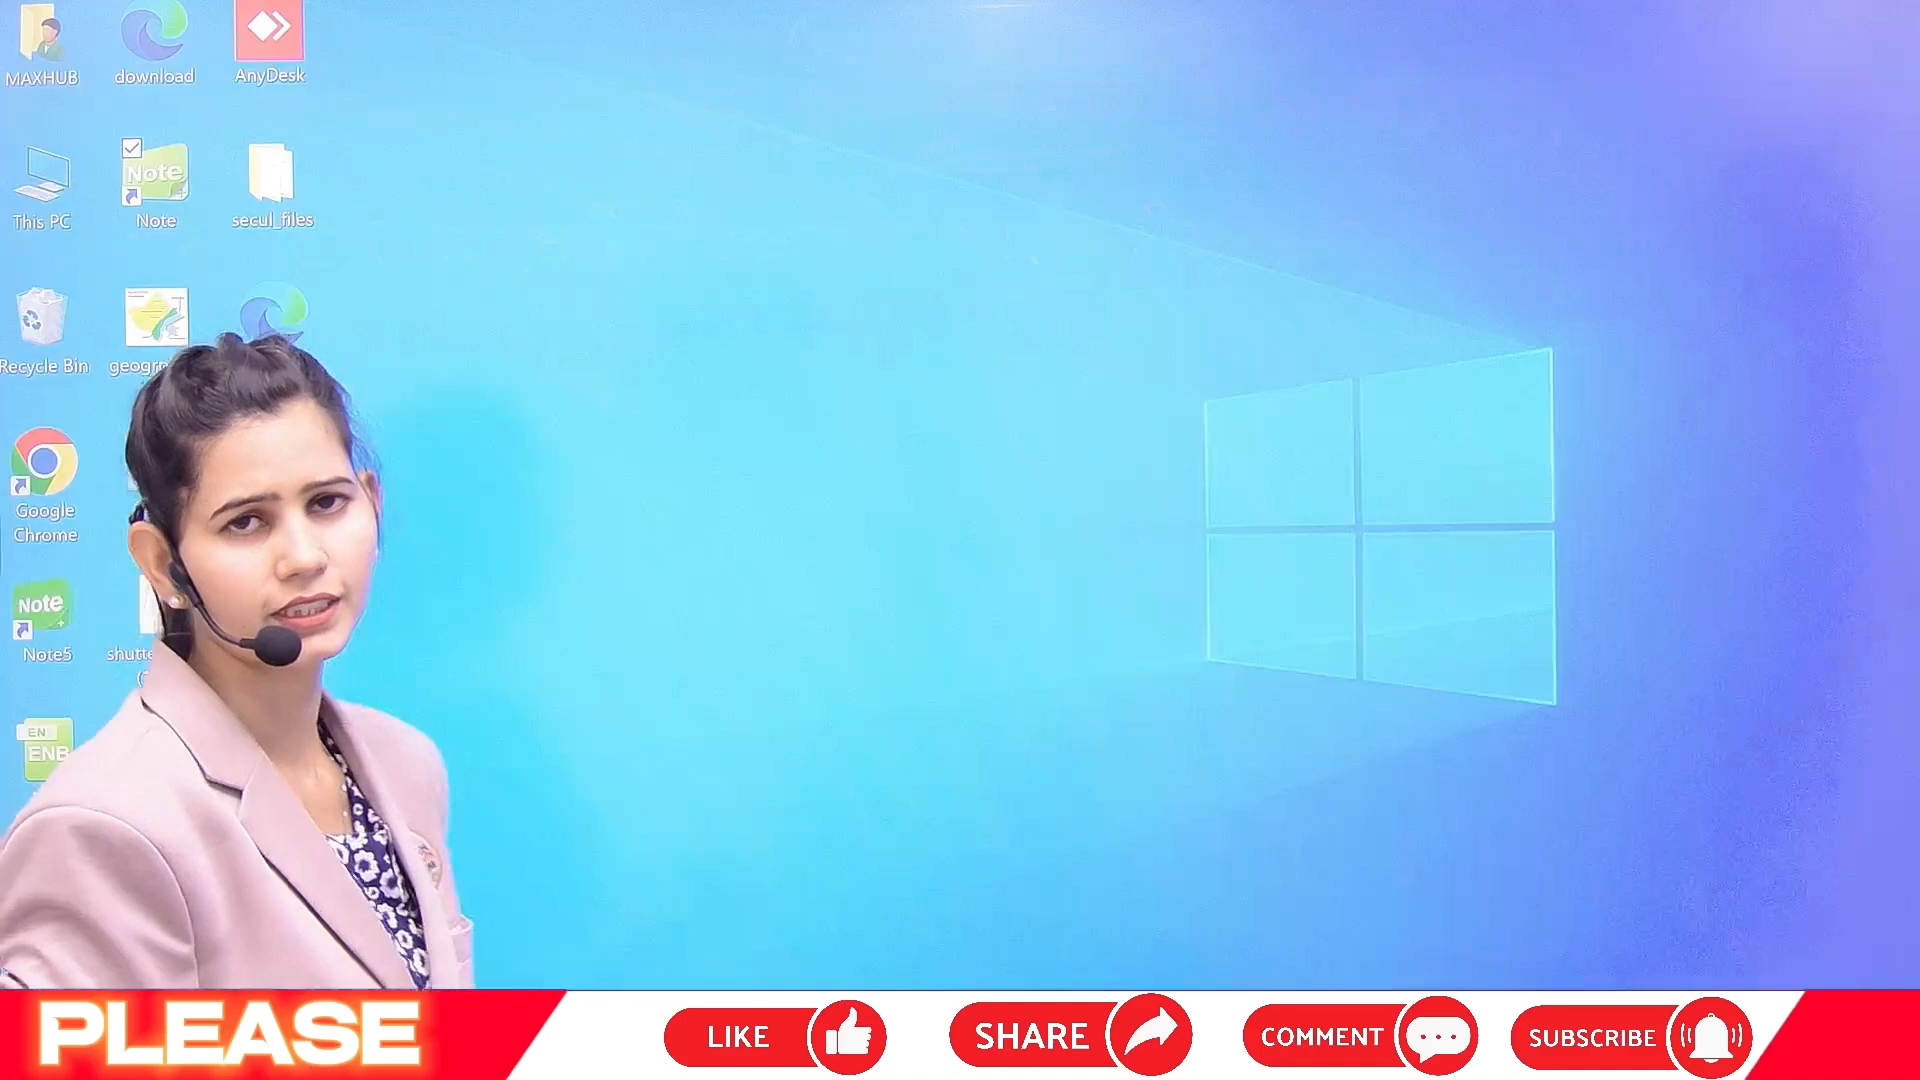 MAXHUB
download
AnyDesk
Note
This PC
Note
secul_files
Recycle Bin
Google
Chrome
Note
Note5
EN
ENB
PLEASE
LIKE
SHARE
COMMENT
SUBSCRIBE